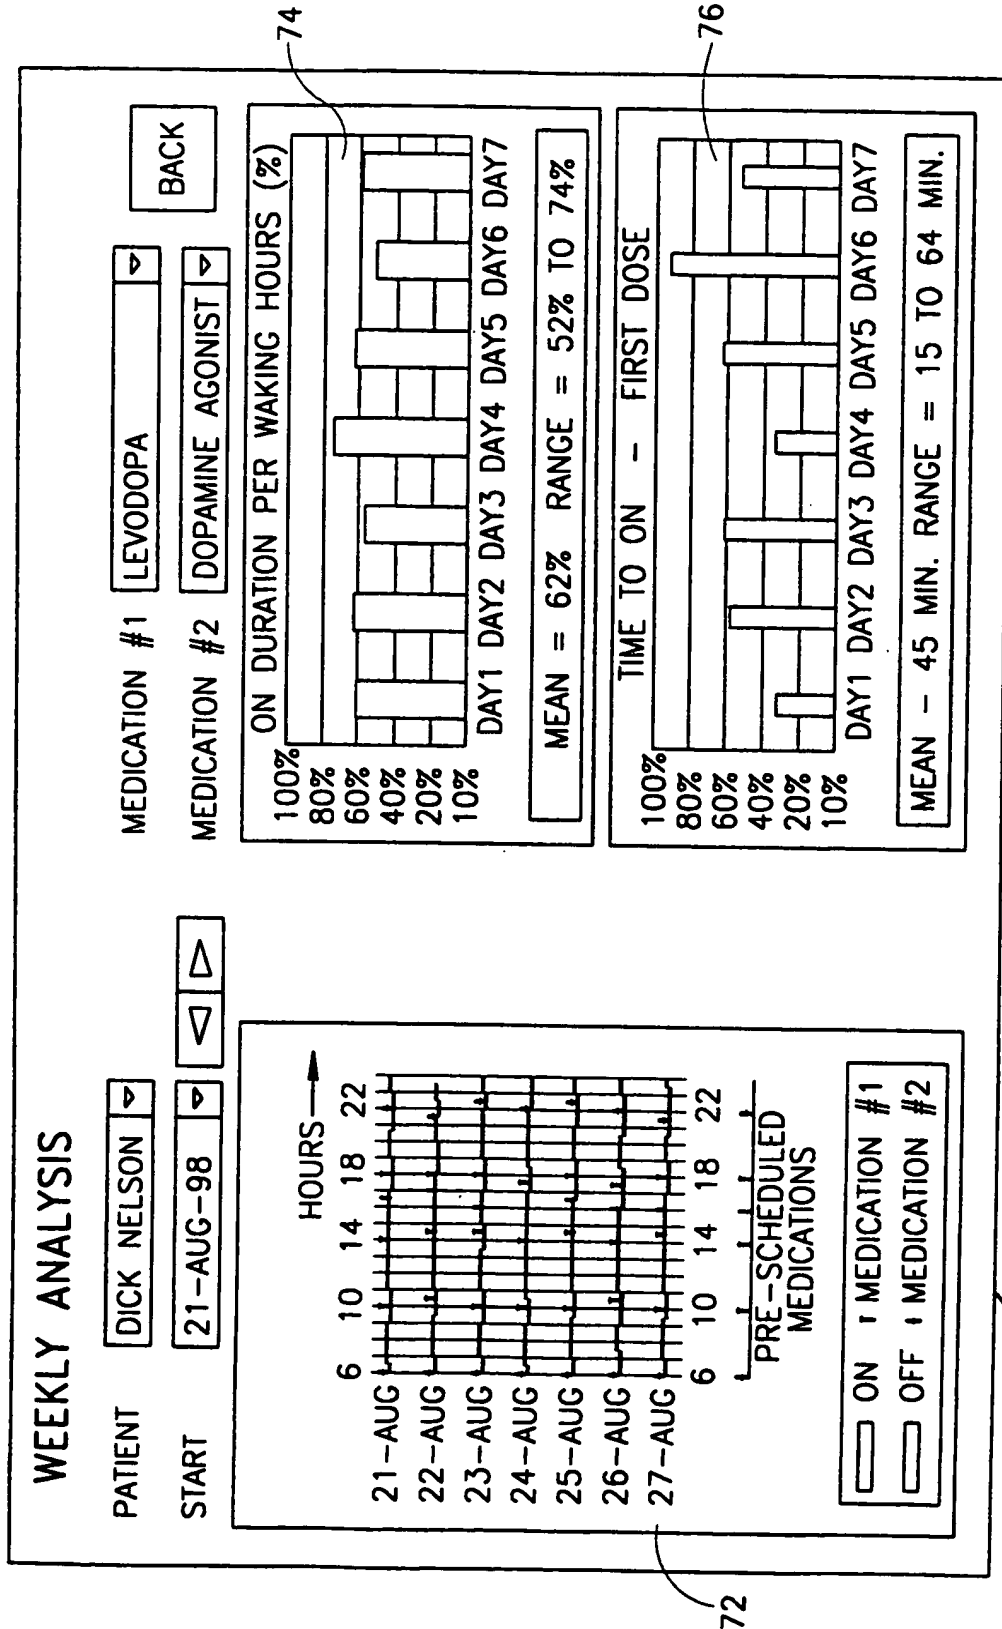 WEEKLY ANALYSIS
PATIENT DICK NELSON MEDICATION #1 LEVODOPA BACK
START 21-AUG-98 MEDICATION #2 DOPAMINE AGONIST
HOURS
6 10 14 18 22
21-AUG
22-AUG
23-AUG
24-AUG
25-AUG
26-AUG
27-AUG
6 10 14 18 22
PRE-SCHEDULED
MEDICATIONS
ON MEDICATION #1
OFF MEDICATION #2
72
ON DURATION PER WAKING HOURS (%)
100%
80%
60%
40%
20%
10%
DAY1 DAY2 DAY3 DAY4 DAY5 DAY6 DAY7
MEAN = 62% RANGE = 52% TO 74%
74
TIME TO ON - FIRST DOSE
100%
80%
60%
40%
20%
10%
DAY1 DAY2 DAY3 DAY4 DAY5 DAY6 DAY7
MEAN - 45 MIN. RANGE = 15 TO 64 MIN.
76